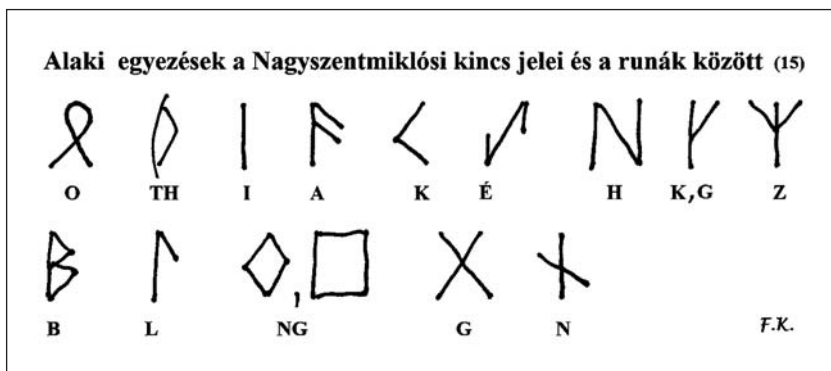 Alaki egyezések a Nagyszentmiklósi kincs jelei és a runák között (15)
O TH I A K É H K, G Z
B L NG G N
F.K.